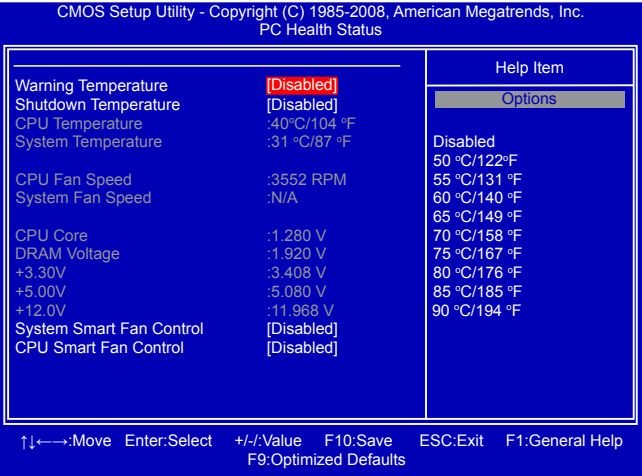 CMOS Setup Utility - Copyright (C) 1985-2008, American Megatrends, Inc.
PC Health Status
Warning Temperature [Disabled]
Shutdown Temperature [Disabled]
CPU Temperature :40°C/104 °F
System Temperature :31 °C/87 °F
CPU Fan Speed :3552 RPM
System Fan Speed :N/A
CPU Core :1.280 V
DRAM Voltage :1.920 V
+3.30V :3.408 V
+5.00V :5.080 V
+12.0V :11.968 V
System Smart Fan Control [Disabled]
CPU Smart Fan Control [Disabled]
Help Item
Options
Disabled
50 °C/122°F
55 °C/131 °F
60 °C/140 °F
65 °C/149 °F
70 °C/158 °F
75 °C/167 °F
80 °C/176 °F
85 °C/185 °F
90 °C/194 °F
↑↓←→:Move Enter:Select +/-/:Value F10:Save ESC:Exit F1:General Help
F9:Optimized Defaults